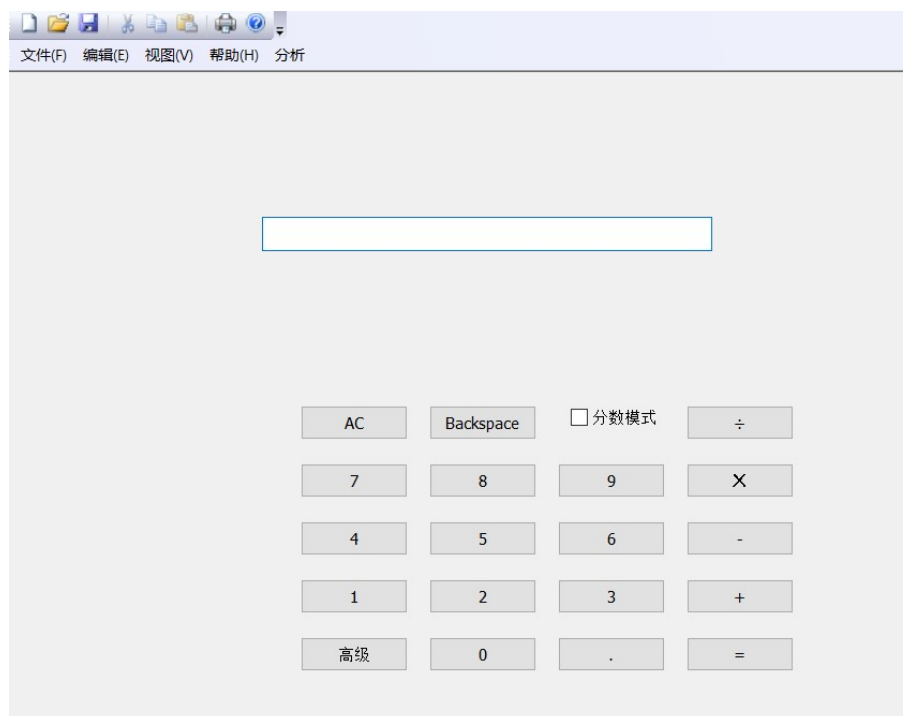 文件(F) 编辑(E) 视图(V) 帮助(H) 分析
AC Backspace 分数模式 ÷
7 8 9 X
4 5 6 -
1 2 3 +
高级 0 . =